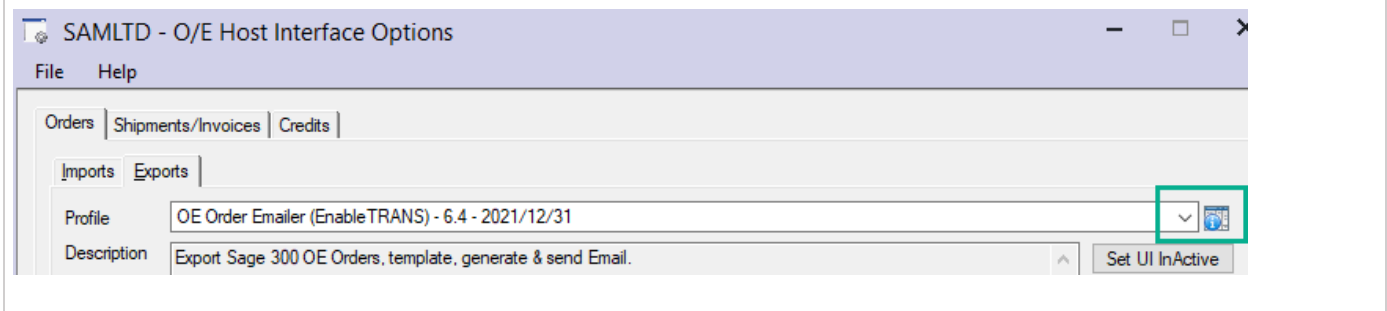 SAMLTD - O/E Host Interface Options
File Help
Orders Shipments/Invoices Credits
Imports Exports
Profile OE Order Emailer (EnableTRANS) - 6.4 - 2021/12/31
Description Export Sage 300 OE Orders, template, generate & send Email. Set UI InActive